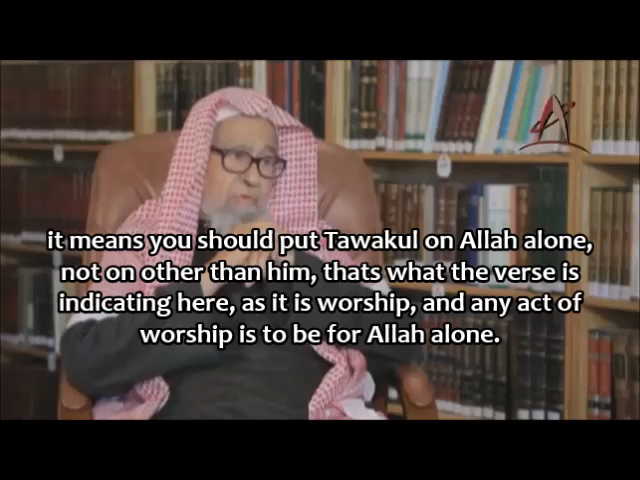 it means you should put Tawakul on Allah alone,
not on other than him, thats what the verse is
indicating here, as it is worship, and any act of
worship is to be for Allah alone.